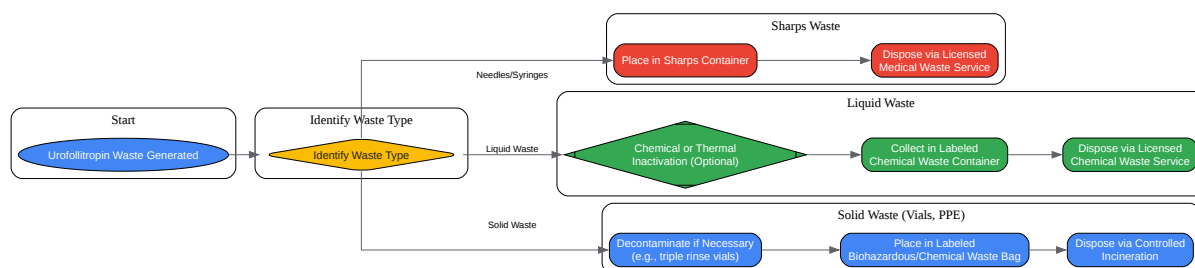 Start
Urofollitropin Waste Generated
Identify Waste Type
Identify Waste Type
Needles/Syringes
Liquid Waste
Solid Waste
Sharps Waste
Place in Sharps Container
Dispose via Licensed
Medical Waste Service
Liquid Waste
Chemical or Thermal
Inactivation (Optional)
Collect in Labeled
Chemical Waste Container
Dispose via Licensed
Chemical Waste Service
Solid Waste (Vials, PPE)
Decontaminate if Necessary
(e.g., triple rinse vials)
Place in Labeled
Biohazardous/Chemical Waste Bag
Dispose via Controlled
Incineration